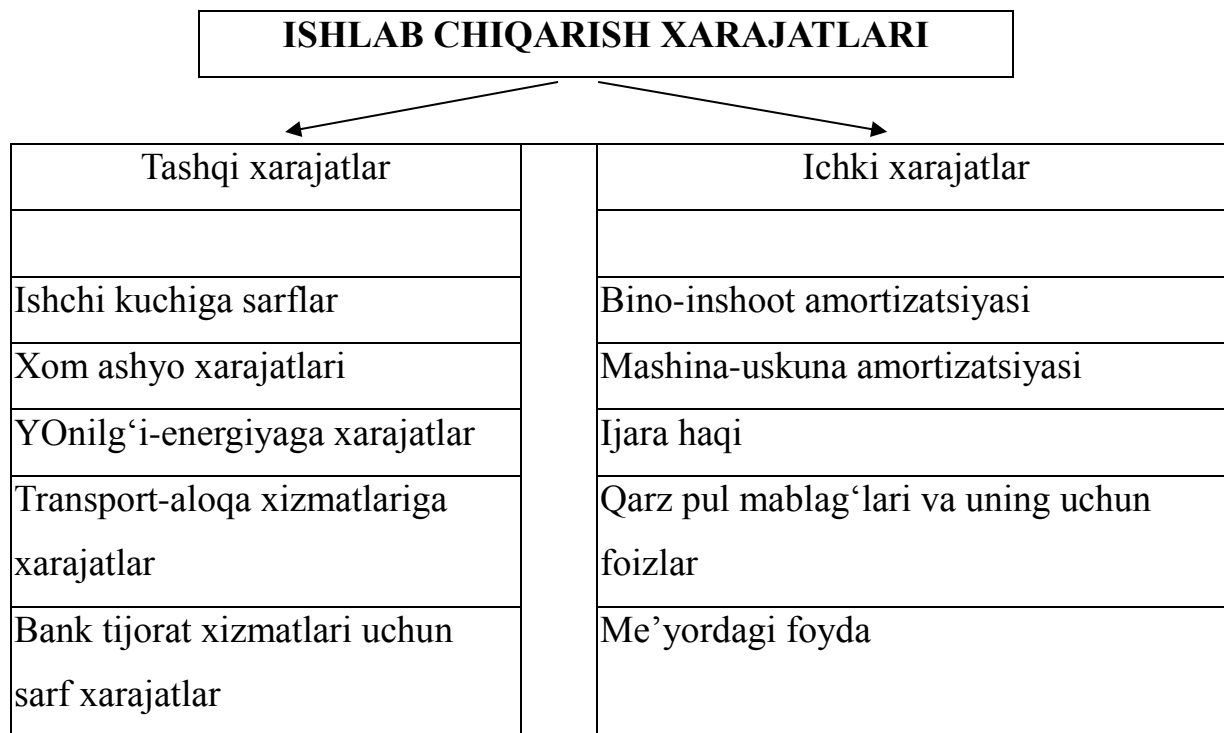 ISHLAB CHIQARISH XARAJATLARI
Tashqi xarajatlar
Ichki xarajatlar
Ishchi kuchiga sarflar
Bino-inshoot amortizatsiyasi
Xom ashyo xarajatlari
Mashina-uskuna amortizatsiyasi
YOnilg‘i-energiyaga xarajatlar
Ijara haqi
Transport-aloqa xizmatlariga
xarajatlar
Qarz pul mablag‘lari va uning uchun
foizlar
Bank tijorat xizmatlari uchun
sarf xarajatlar
Me’yordagi foyda